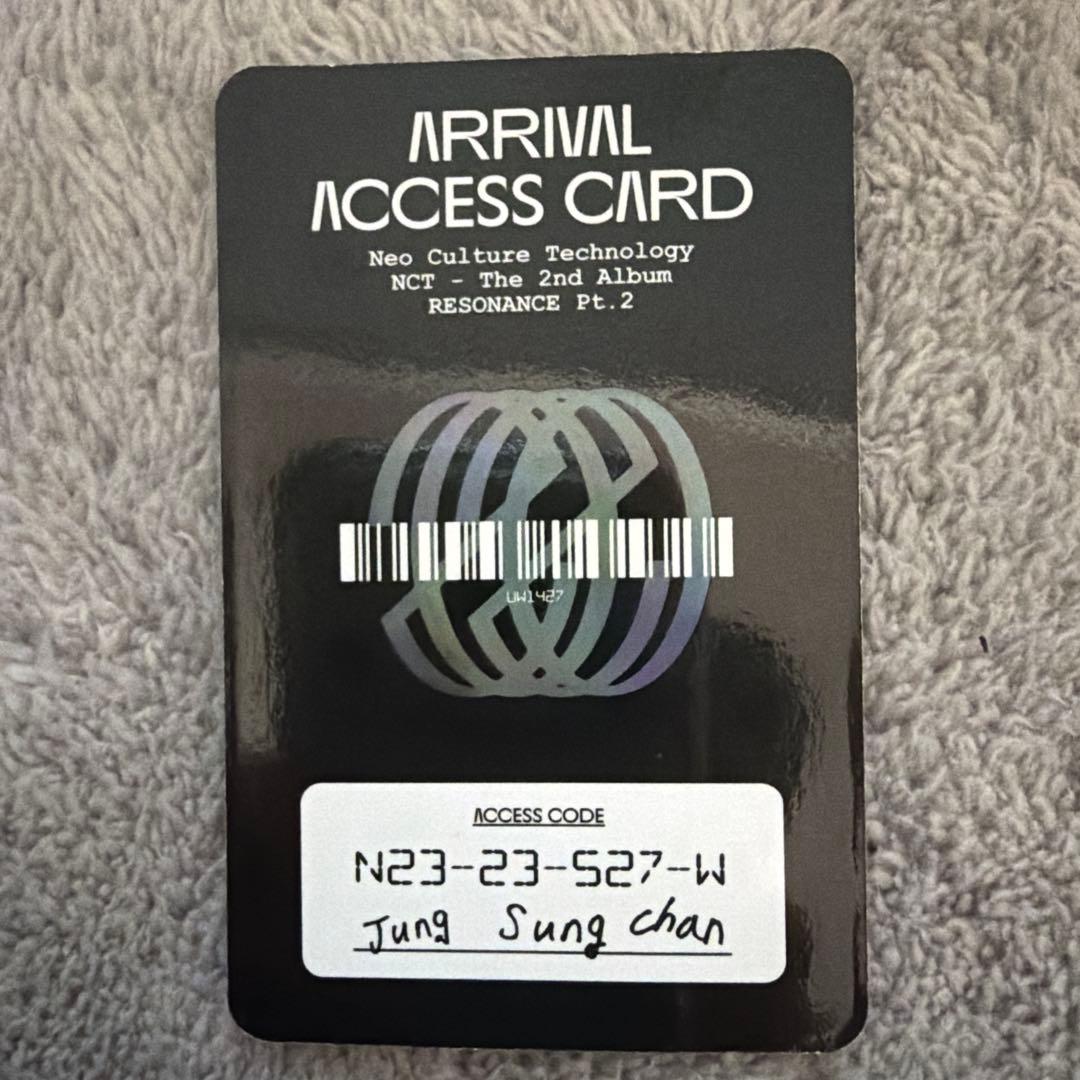 ARRIVAL
ACCESS CARD
Neo Culture Technology
NCT - The 2nd Album
RESONANCE Pt.2
UW1427
ACCESS CODE
N23-23-S27-W
Jung Sung chan